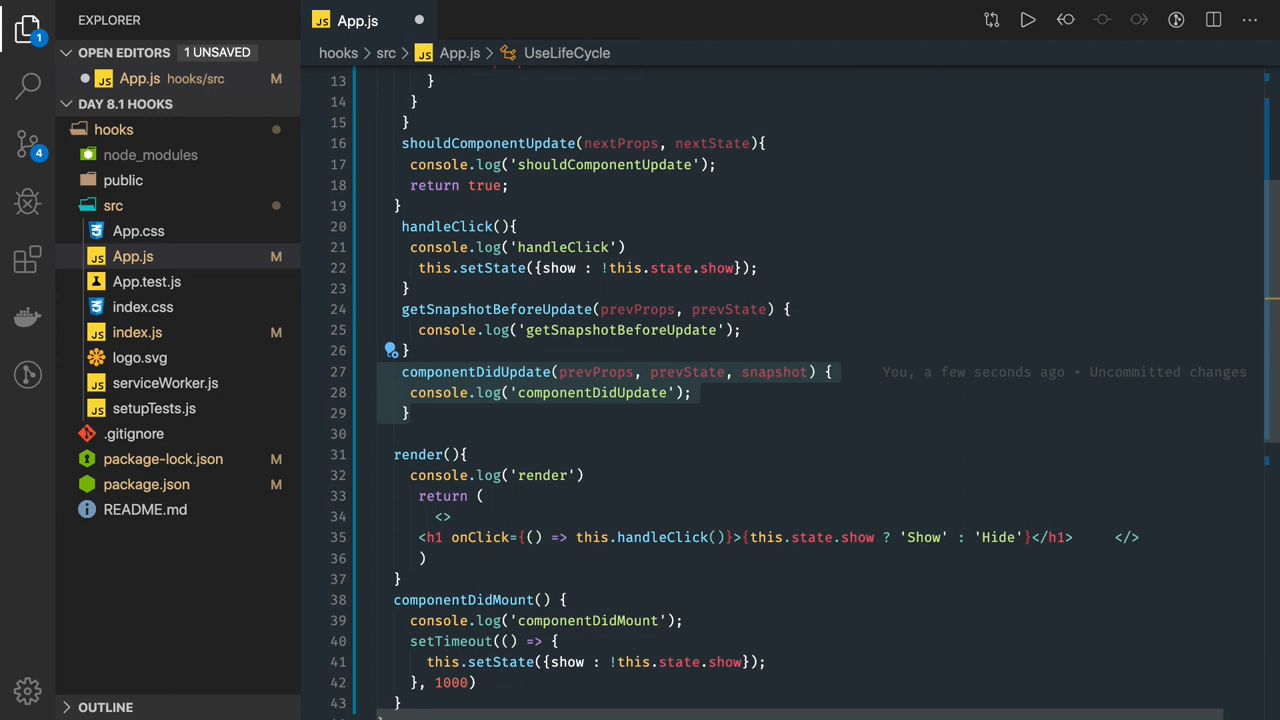 EXPLORER
OPEN EDITORS 1 UNSAVED
App.js hooks/src M
DAY 8.1 HOOKS
hooks
node_modules
public
src
App.css
App.js M
App.test.js
index.css
index.js M
logo.svg
serviceWorker.js
setupTests.js
.gitignore
package-lock.json M
package.json M
README.md
OUTLINE
1
4
JS App.js
hooks > src > JS App.js > UseLifeCycle
13 }
14 }
15 }
16 shouldComponentUpdate(nextProps, nextState){
17 console.log('shouldComponentUpdate');
18 return true;
19 }
20 handleClick(){
21 console.log('handleClick')
22 this.setState({show : !this.state.show});
23 }
24 getSnapshotBeforeUpdate(prevProps, prevState) {
25 console.log('getSnapshotBeforeUpdate');
26 }
27 componentDidUpdate(prevProps, prevState, snapshot) { You, a few seconds ago • Uncommitted changes
28 console.log('componentDidUpdate');
29 }
30
31 render(){
32 console.log('render')
33 return (
34 <>
35 <h1 onClick={() => this.handleClick()}>{this.state.show ? 'Show' : 'Hide'}</h1> </>
36 )
37 }
38 componentDidMount() {
39 console.log('componentDidMount');
40 setTimeout(() => {
41 this.setState({show : !this.state.show});
42 }, 1000)
43 }